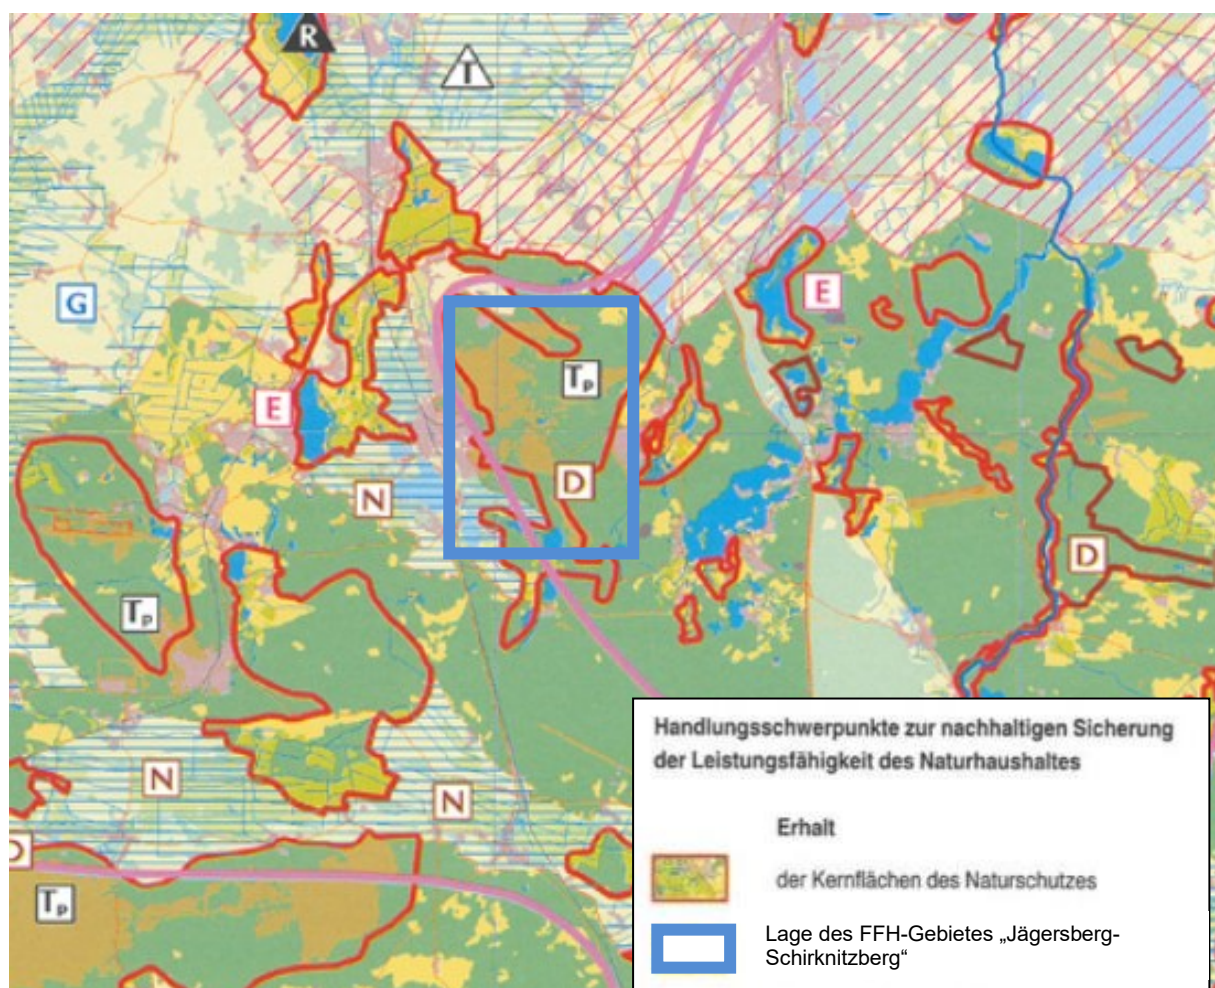 R
T
G
E
E
Tp
N
D
D
Tp
N
N
D
Tp
Handlungsschwerpunkte zur nachhaltigen Sicherung
der Leistungsfähigkeit des Naturhaushaltes
Erhalt
der Kernflächen des Naturschutzes
Lage des FFH-Gebietes „Jägersberg-
Schirknitzberg“